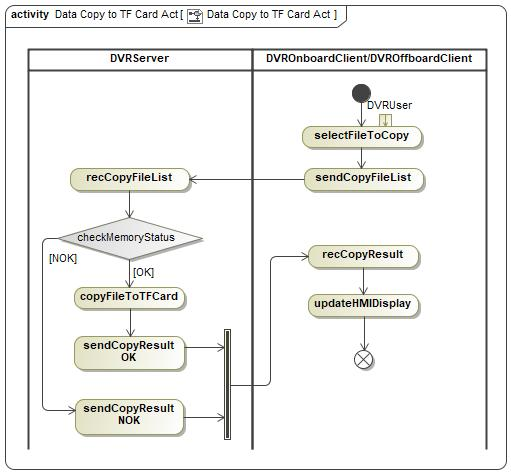 activity Data Copy to TF Card Act [ Data Copy to TF Card Act ]
DVRServer
DVROnboardClient/DVROffboardClient
DVRUser
selectFileToCopy
recCopyFileList
sendCopyFileList
checkMemoryStatus
[NOK]
[OK]
recCopyResult
copyFileToTFCard
updateHMIDisplay
sendCopyResult
OK
sendCopyResult
NOK